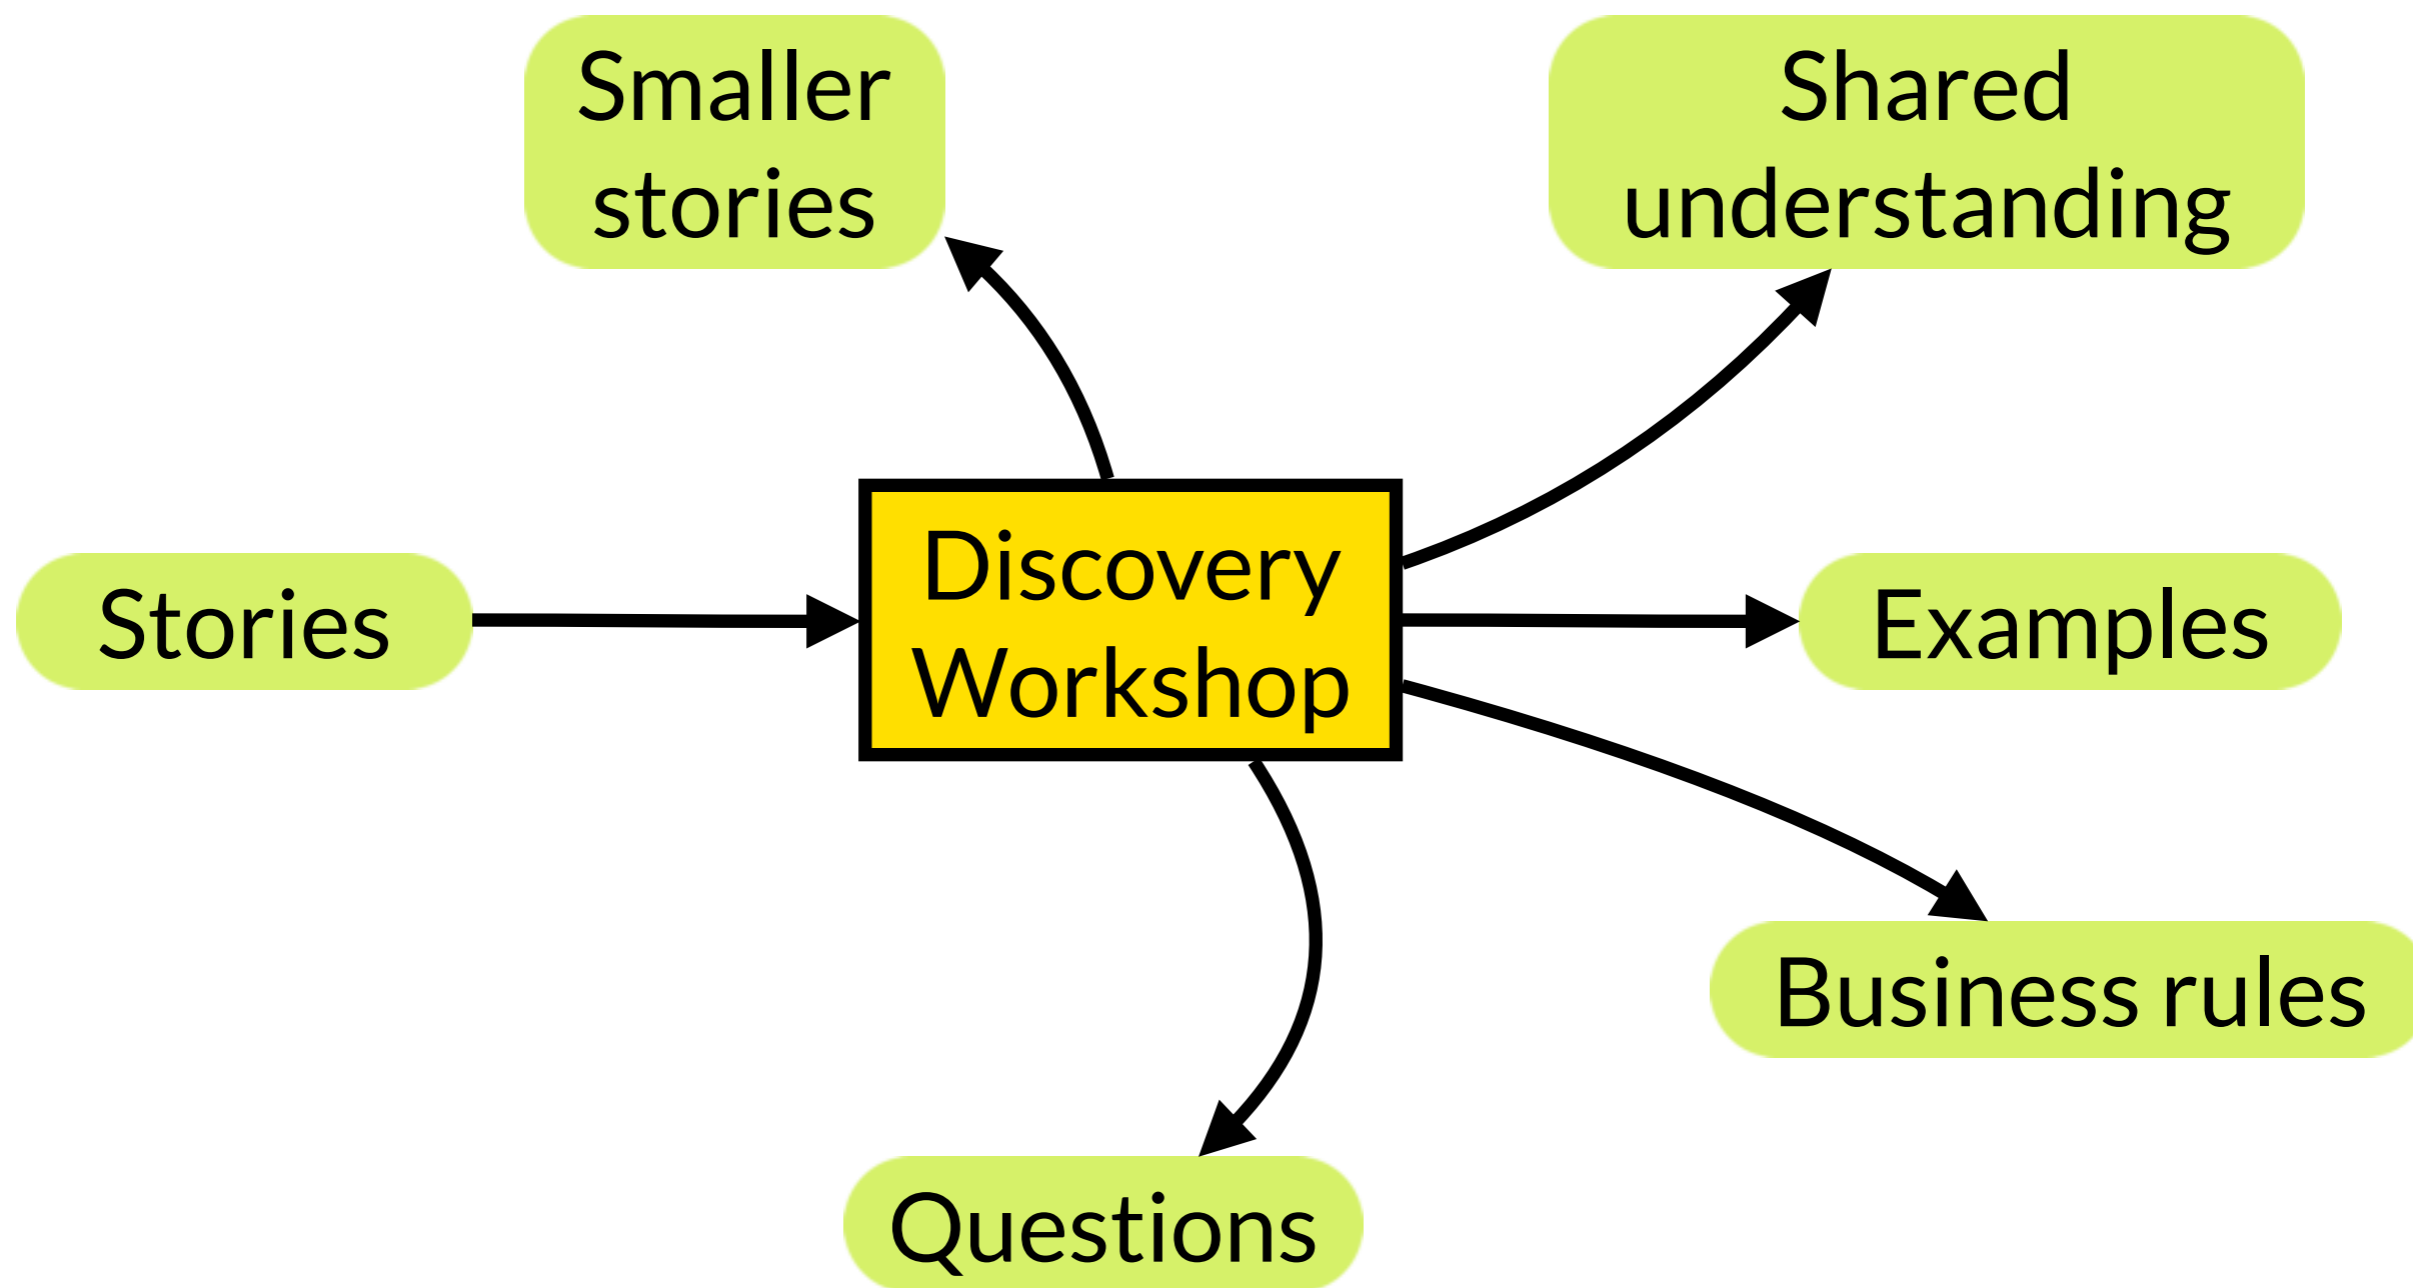 Smaller
stories
Shared
understanding
Stories
Discovery
Workshop
Examples
Business rules
Questions